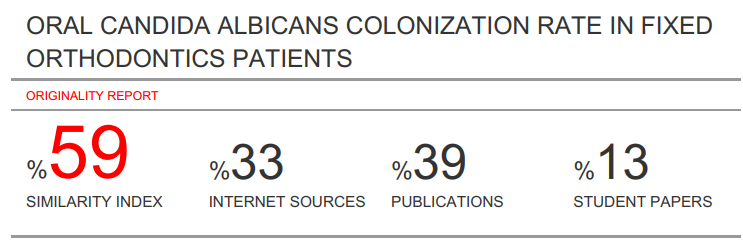 ORAL CANDIDA ALBICANS COLONIZATION RATE IN FIXED
ORTHODONTICS PATIENTS
ORIGINALITY REPORT
%59 %33 %39 %13
SIMILARITY INDEX INTERNET SOURCES PUBLICATIONS STUDENT PAPERS